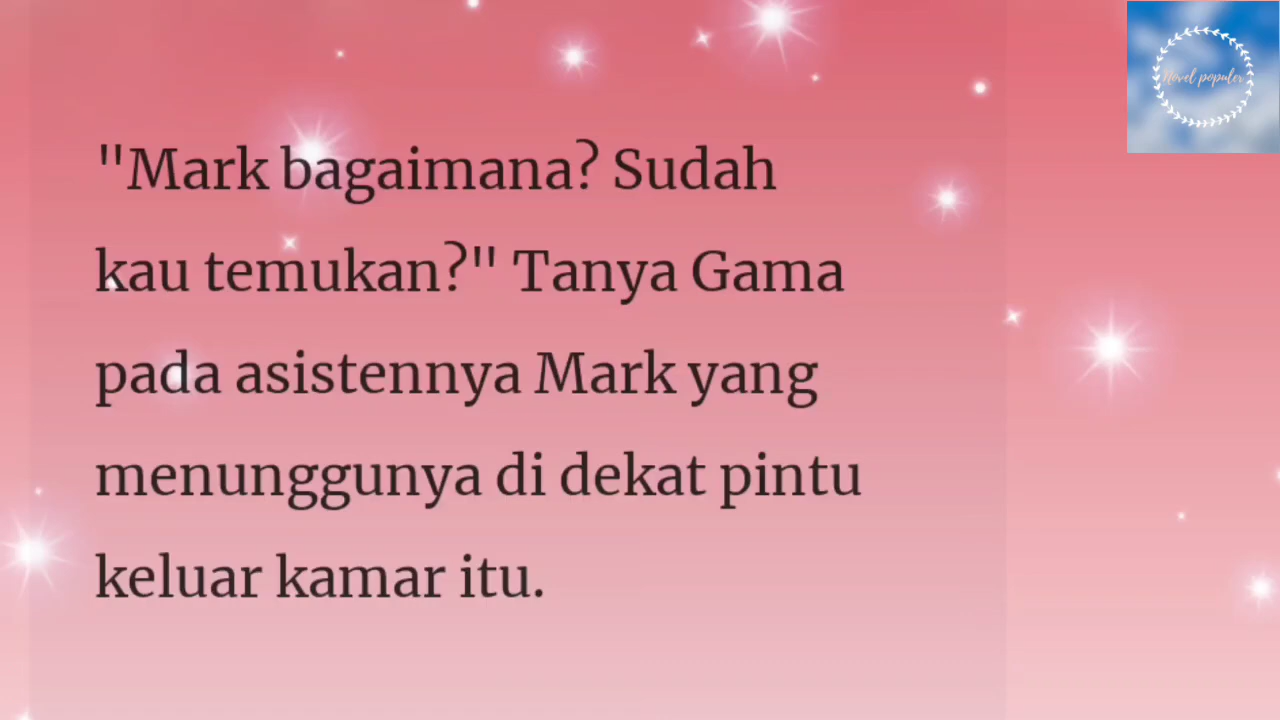 Novel populer
"Mark bagaimana? Sudah
kau temukan?" Tanya Gama
pada asistennya Mark yang
menunggunya di dekat pintu
keluar kamar itu.